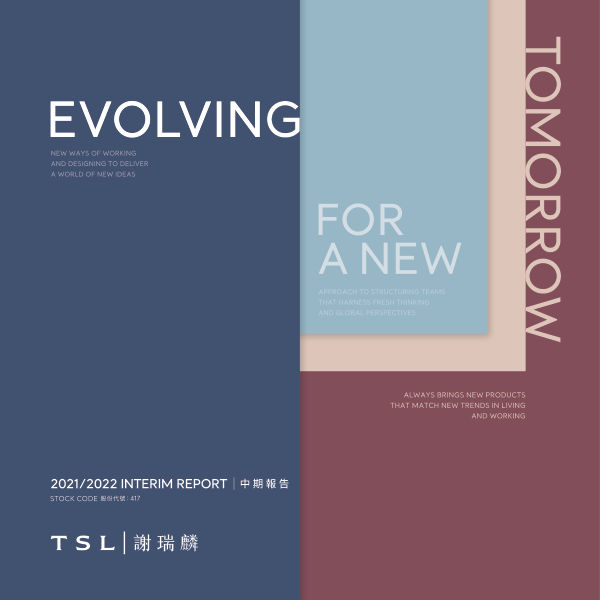 EVOLVING
NEW WAYS OF WORKING
AND DESIGNING TO DELIVER
A WORLD OF NEW IDEAS
FOR
A NEW
APPROACH TO STRUCTURING TEAMS
THAT HARNESS FRESH THINKING
AND GLOBAL PERSPECTIVES
TOMORROW
ALWAYS BRINGS NEW PRODUCTS
THAT MATCH NEW TRENDS IN LIVING
AND WORKING
2021/2022 INTERIM REPORT | 中期報告
STOCK CODE 股份代號 : 417
TSL | 謝瑞麟